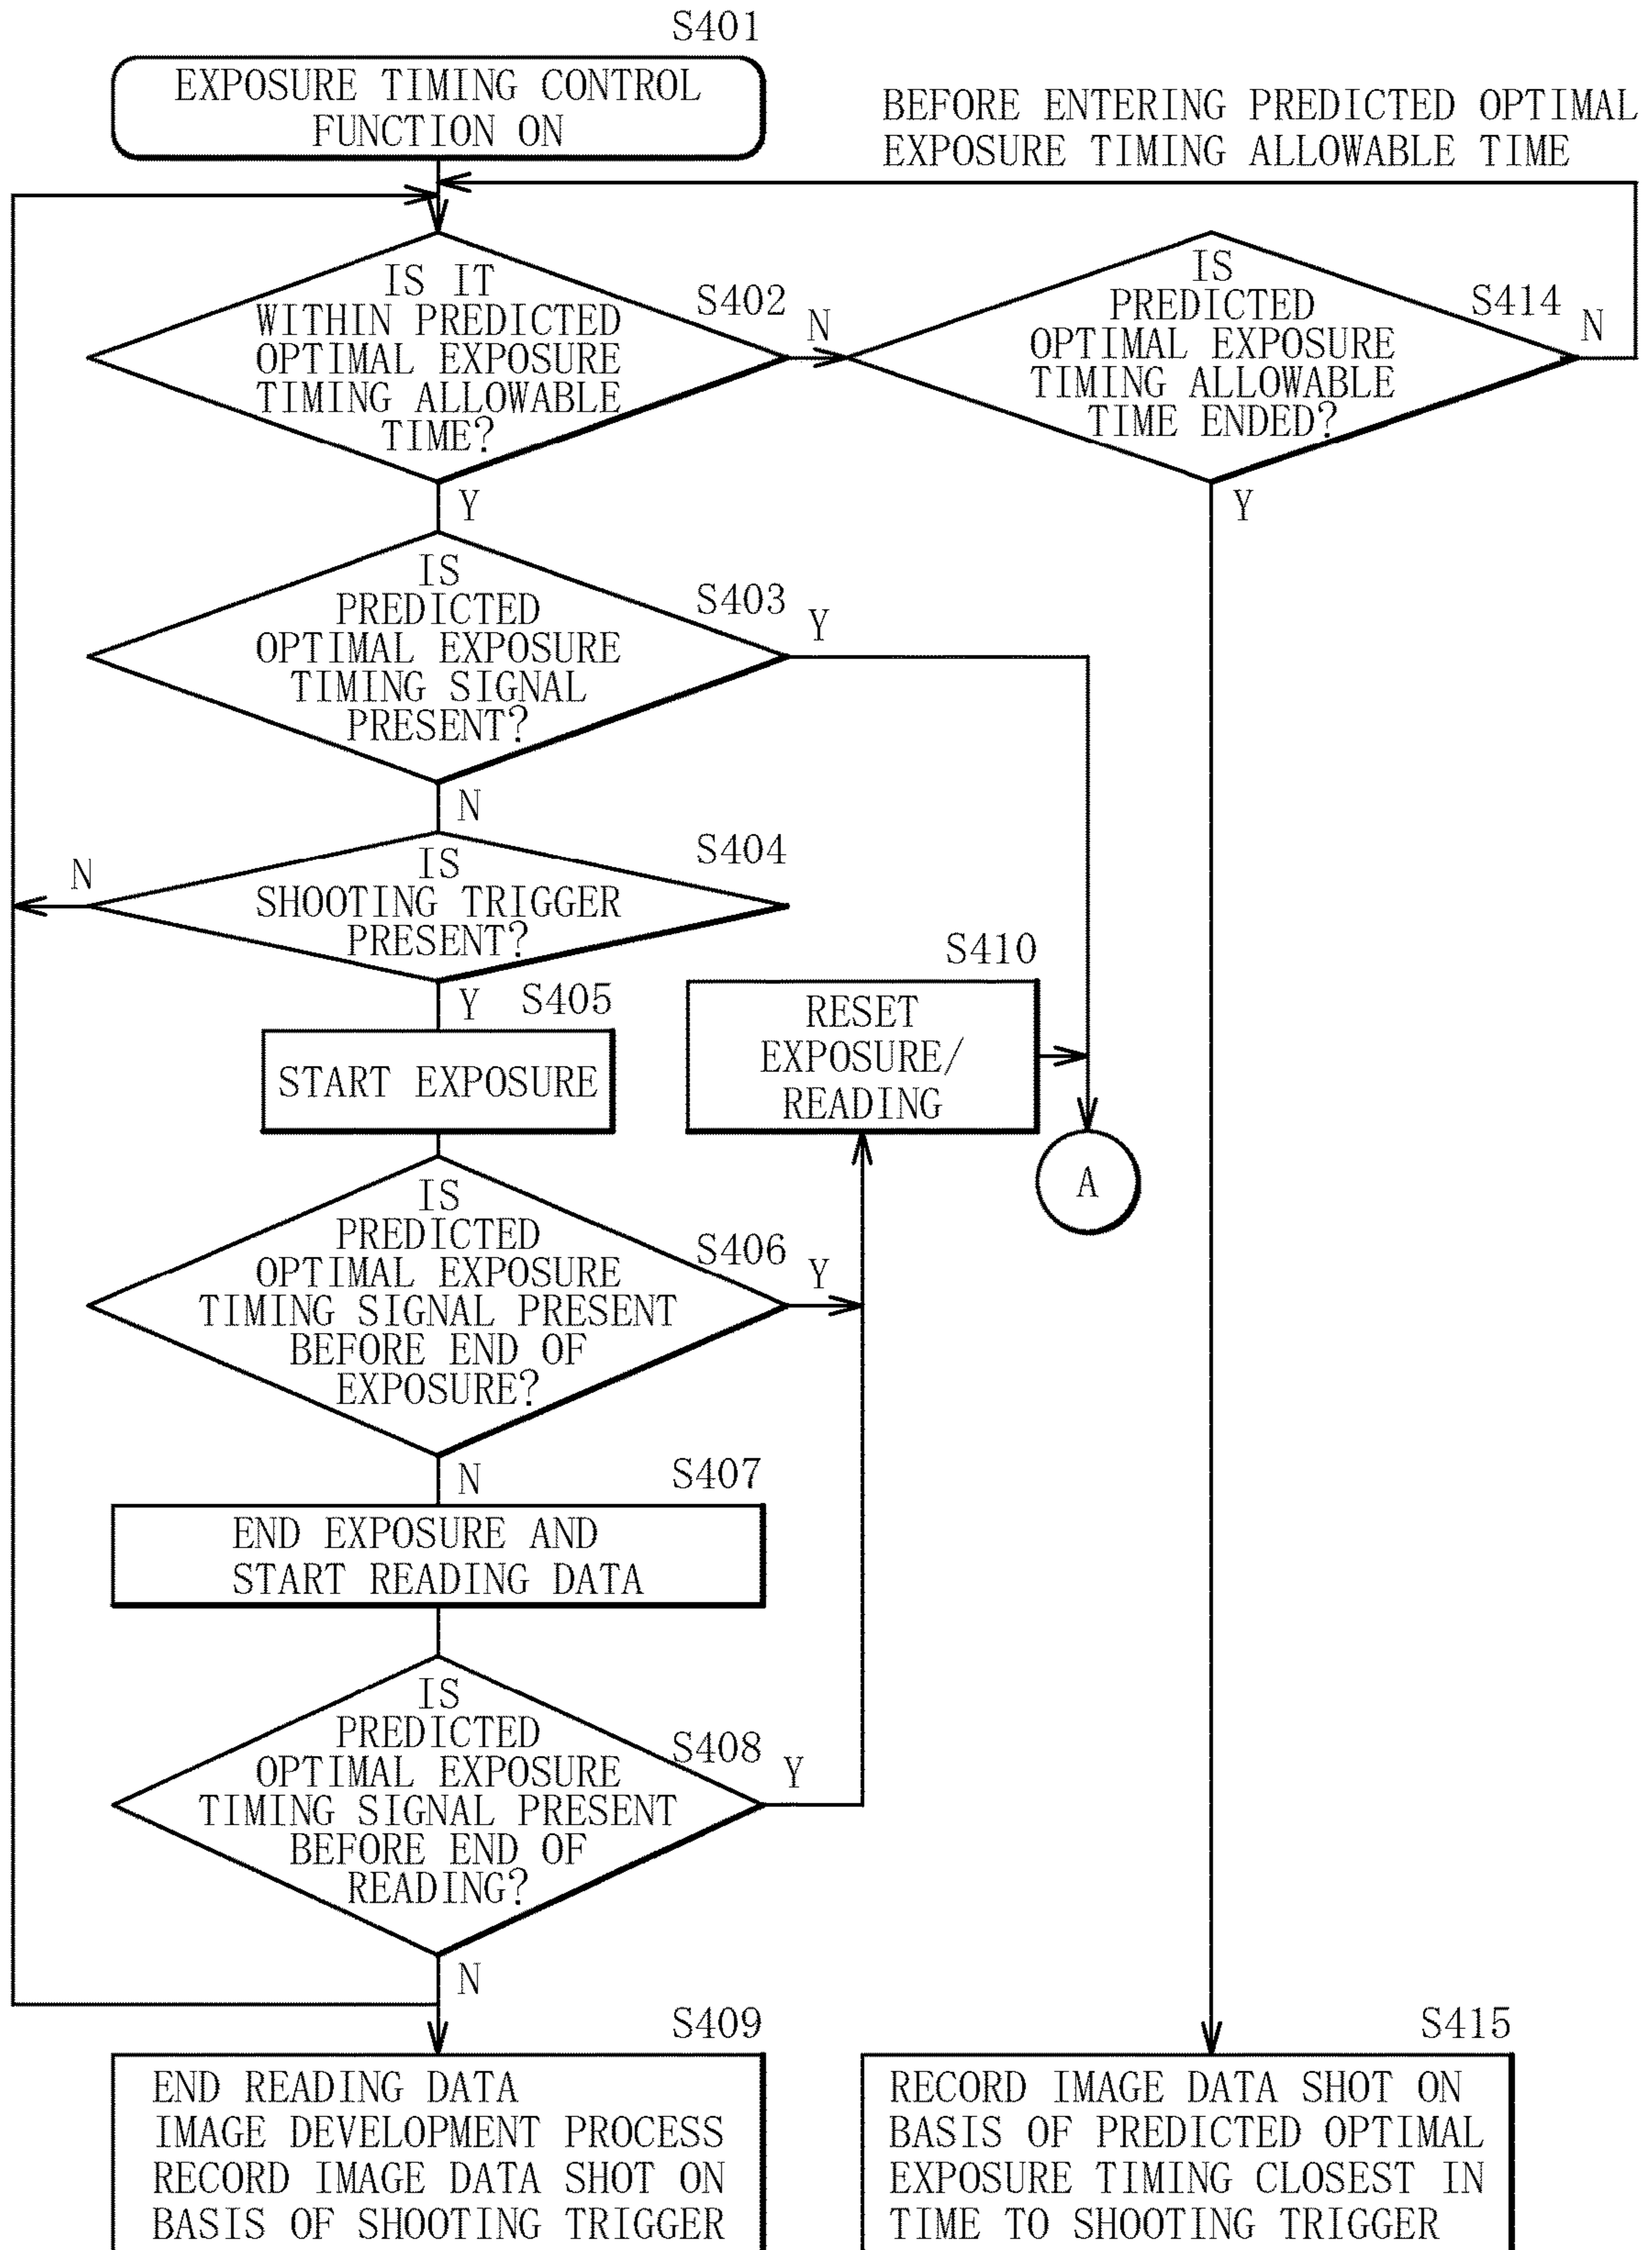 S401
EXPOSURE TIMING CONTROL
FUNCTION ON
BEFORE ENTERING PREDICTED OPTIMAL
EXPOSURE TIMING ALLOWABLE TIME
IS IT
WITHIN PREDICTED
OPTIMAL EXPOSURE
TIMING ALLOWABLE
TIME?
S402
N
Y
IS
PREDICTED
OPTIMAL EXPOSURE
TIMING ALLOWABLE
TIME ENDED?
S414
N
Y
IS
PREDICTED
OPTIMAL EXPOSURE
TIMING SIGNAL
PRESENT?
S403
Y
N
IS
SHOOTING TRIGGER
PRESENT?
S404
N
Y
S405
START EXPOSURE
S410
RESET
EXPOSURE/
READING
A
IS
PREDICTED
OPTIMAL EXPOSURE
TIMING SIGNAL PRESENT
BEFORE END OF
EXPOSURE?
S406
Y
N
S407
END EXPOSURE AND
START READING DATA
IS
PREDICTED
OPTIMAL EXPOSURE
TIMING SIGNAL PRESENT
BEFORE END OF
READING?
S408
Y
N
S409
END READING DATA
IMAGE DEVELOPMENT PROCESS
RECORD IMAGE DATA SHOT ON
BASIS OF SHOOTING TRIGGER
S415
RECORD IMAGE DATA SHOT ON
BASIS OF PREDICTED OPTIMAL
EXPOSURE TIMING CLOSEST IN
TIME TO SHOOTING TRIGGER